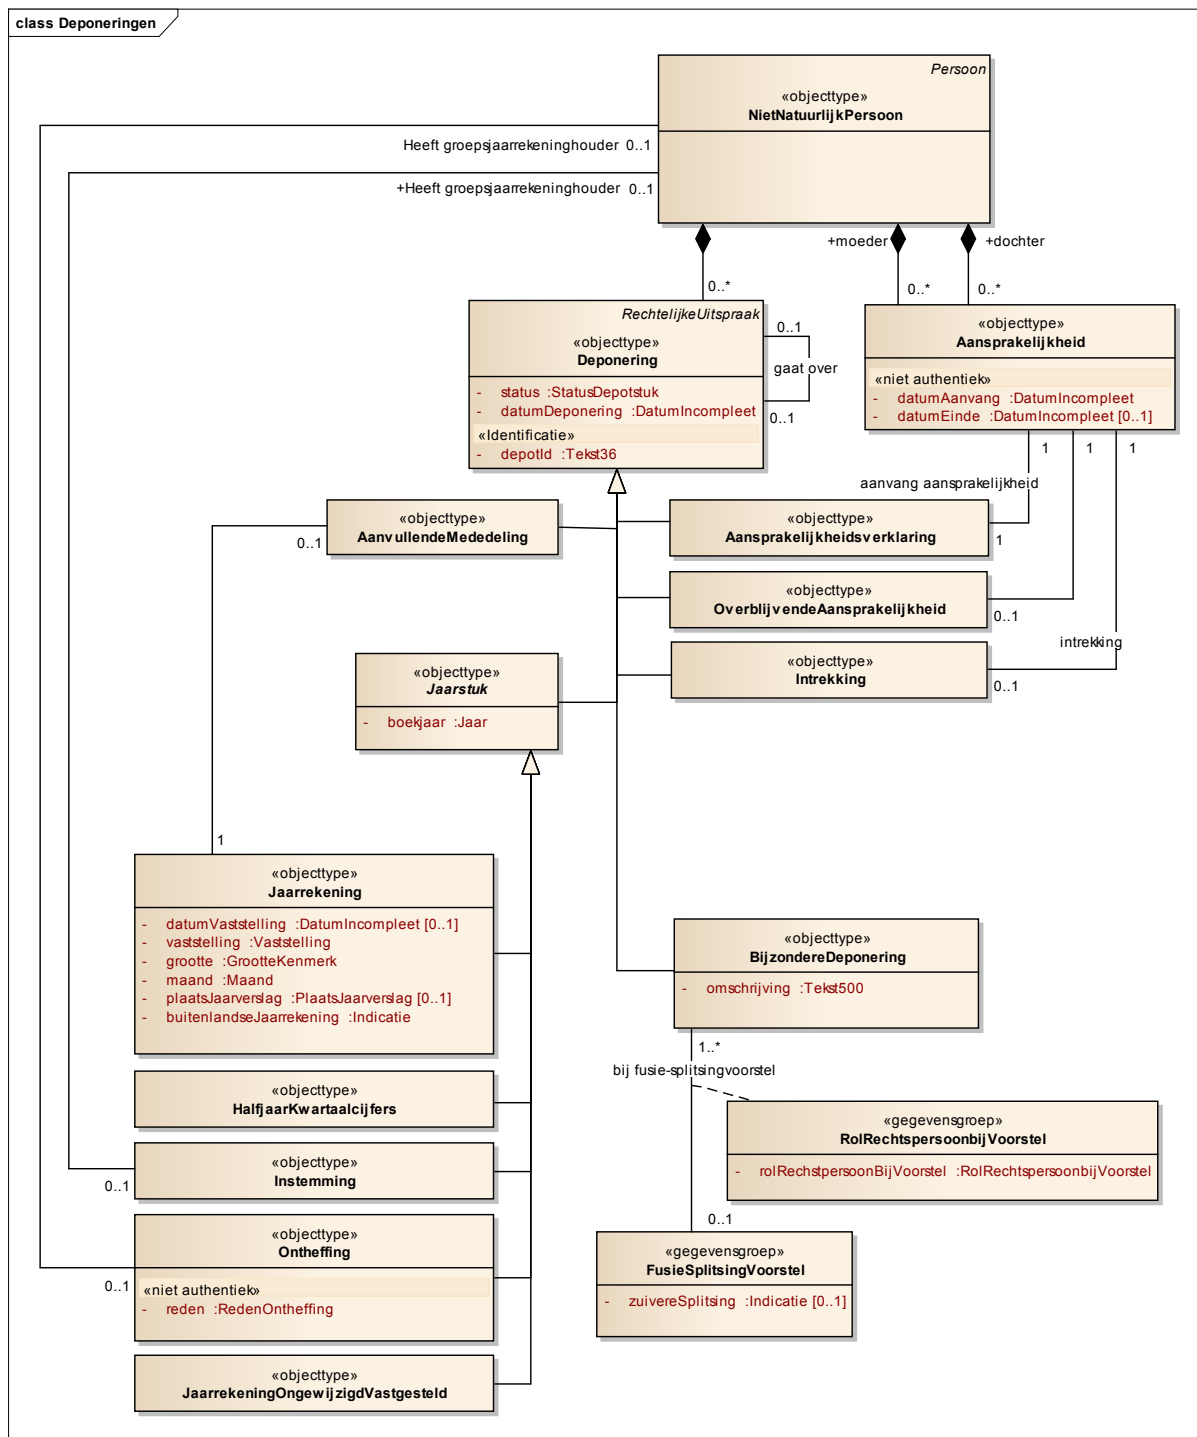 class Deponeringen
Persoon
«objecttype»
NietNatuurlijkPersoon
Heeft groepsjaarrekeninghouder 0..1
+Heeft groepsjaarrekeninghouder 0..1
+moeder
+dochter
0..*
0..*
0..*
RechtelijkeUitspraak
«objecttype»
Deponering
- status :StatusDepotstuk
- datumDeponering :DatumIncompleet
«Identificatie»
- depotId :Tekst36
0..1
gaat over
0..1
«objecttype»
Aansprakelijkheid
«niet authentiek»
- datumAanvang :DatumIncompleet
- datumEinde :DatumIncompleet [0..1]
1
1
1
aanvang aansprakelijkheid
«objecttype»
AanvullendeMededeling
0..1
«objecttype»
Aansprakelijkheidsverklaring
1
«objecttype»
OverblijvendeAansprakelijkheid
0..1
intrekking
«objecttype»
Intrekking
0..1
«objecttype»
Jaarstuk
- boekjaar :Jaar
1
«objecttype»
Jaarrekening
- datumVaststelling :DatumIncompleet [0..1]
- vaststelling :Vaststelling
- grootte :GrootteKenmerk
- maand :Maand
- plaatsJaarverslag :PlaatsJaarverslag [0..1]
- buitenlandseJaarrekening :Indicatie
«objecttype»
BijzondereDeponering
- omschrijving :Tekst500
1..*
bij fusie-splitsingvoorstel
«objecttype»
HalfjaarKwartaalcijfers
«gegevensgroep»
RolRechtspersoonbijVoorstel
- rolRechstpersoonBijVoorstel :RolRechtspersoonbijVoorstel
«objecttype»
Instemming
0..1
«objecttype»
Ontheffing
«niet authentiek»
- reden :RedenOntheffing
0..1
0..1
«gegevensgroep»
FusieSplitsingVoorstel
- zuivereSplitsing :Indicatie [0..1]
«objecttype»
JaarrekeningOngewijzigdVastgesteld